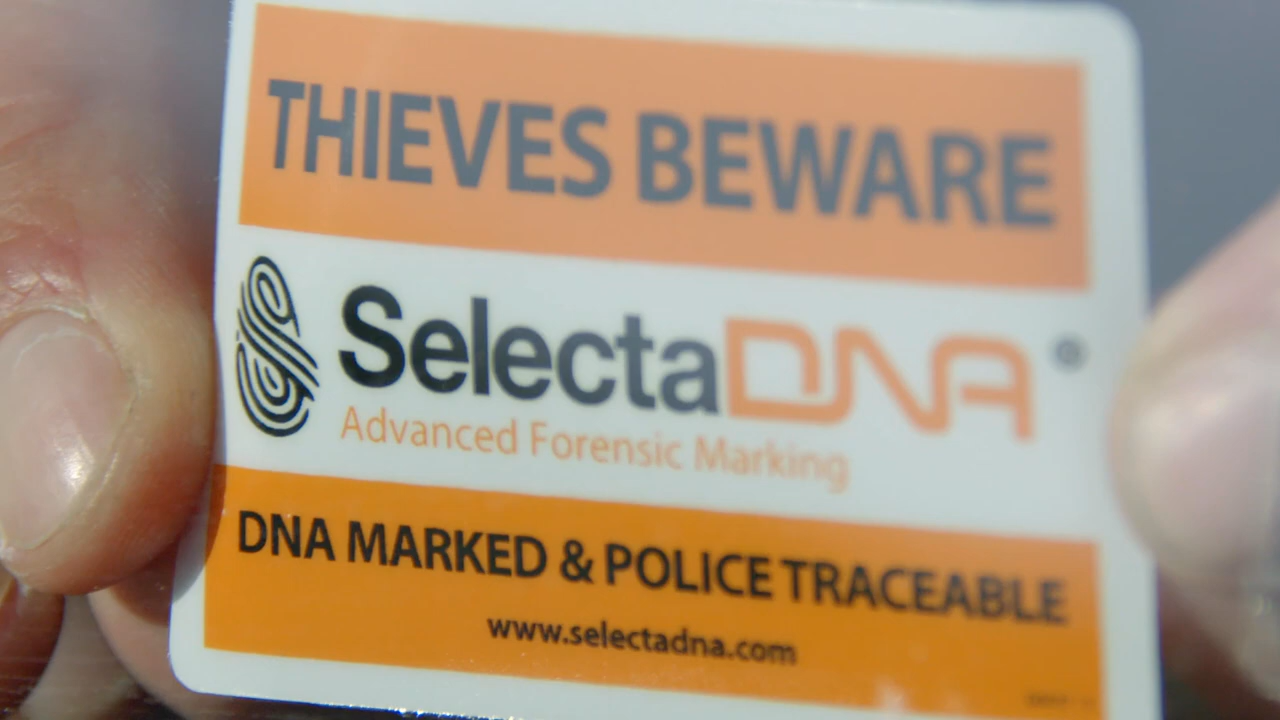 THIEVES BEWARE
SelectaDNA®
Advanced Forensic Marking
DNA MARKED & POLICE TRACEABLE
www.selectadna.com